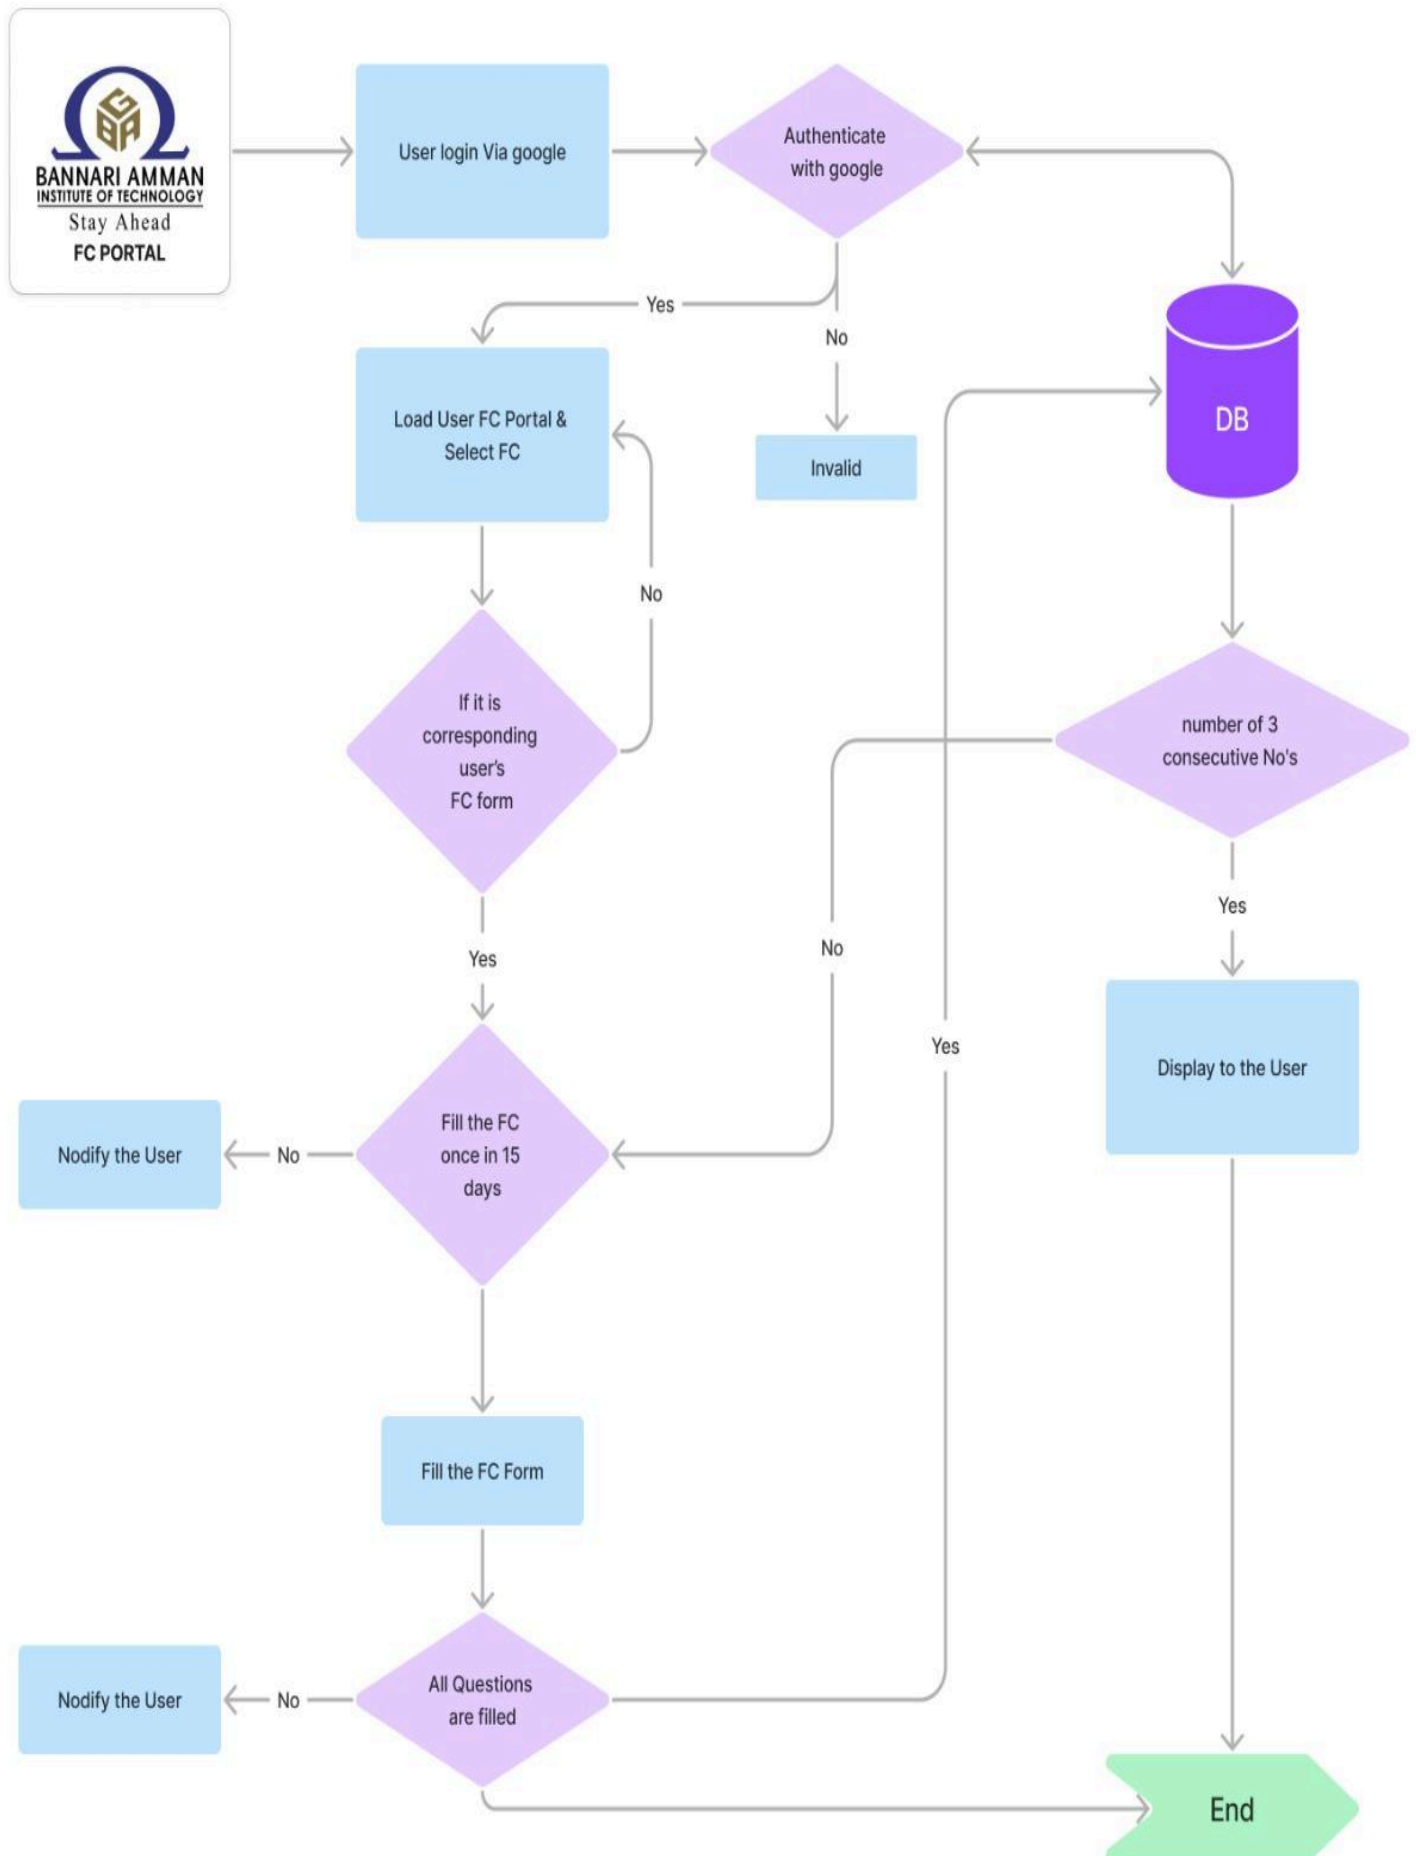 GBA
BANNARI AMMAN
INSTITUTE OF TECHNOLOGY
Stay Ahead
FC PORTAL
User login Via google
Authenticate
with google
Yes
No
Load User FC Portal &
Select FC
Invalid
DB
No
If it is
corresponding
user's
FC form
number of 3
consecutive No's
Yes
Yes
No
Yes
Display to the User
Fill the FC
once in 15
days
No
Nodify the User
Fill the FC Form
All Questions
are filled
No
Nodify the User
End